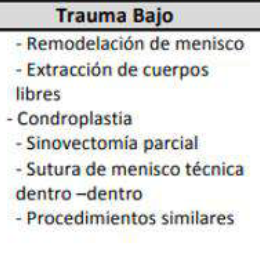 Trauma Bajo
- Remodelación de menisco
- Extracción de cuerpos
libres
- Condroplastia
- Sinovectomía parcial
- Sutura de menisco técnica
dentro –dentro
- Procedimientos similares